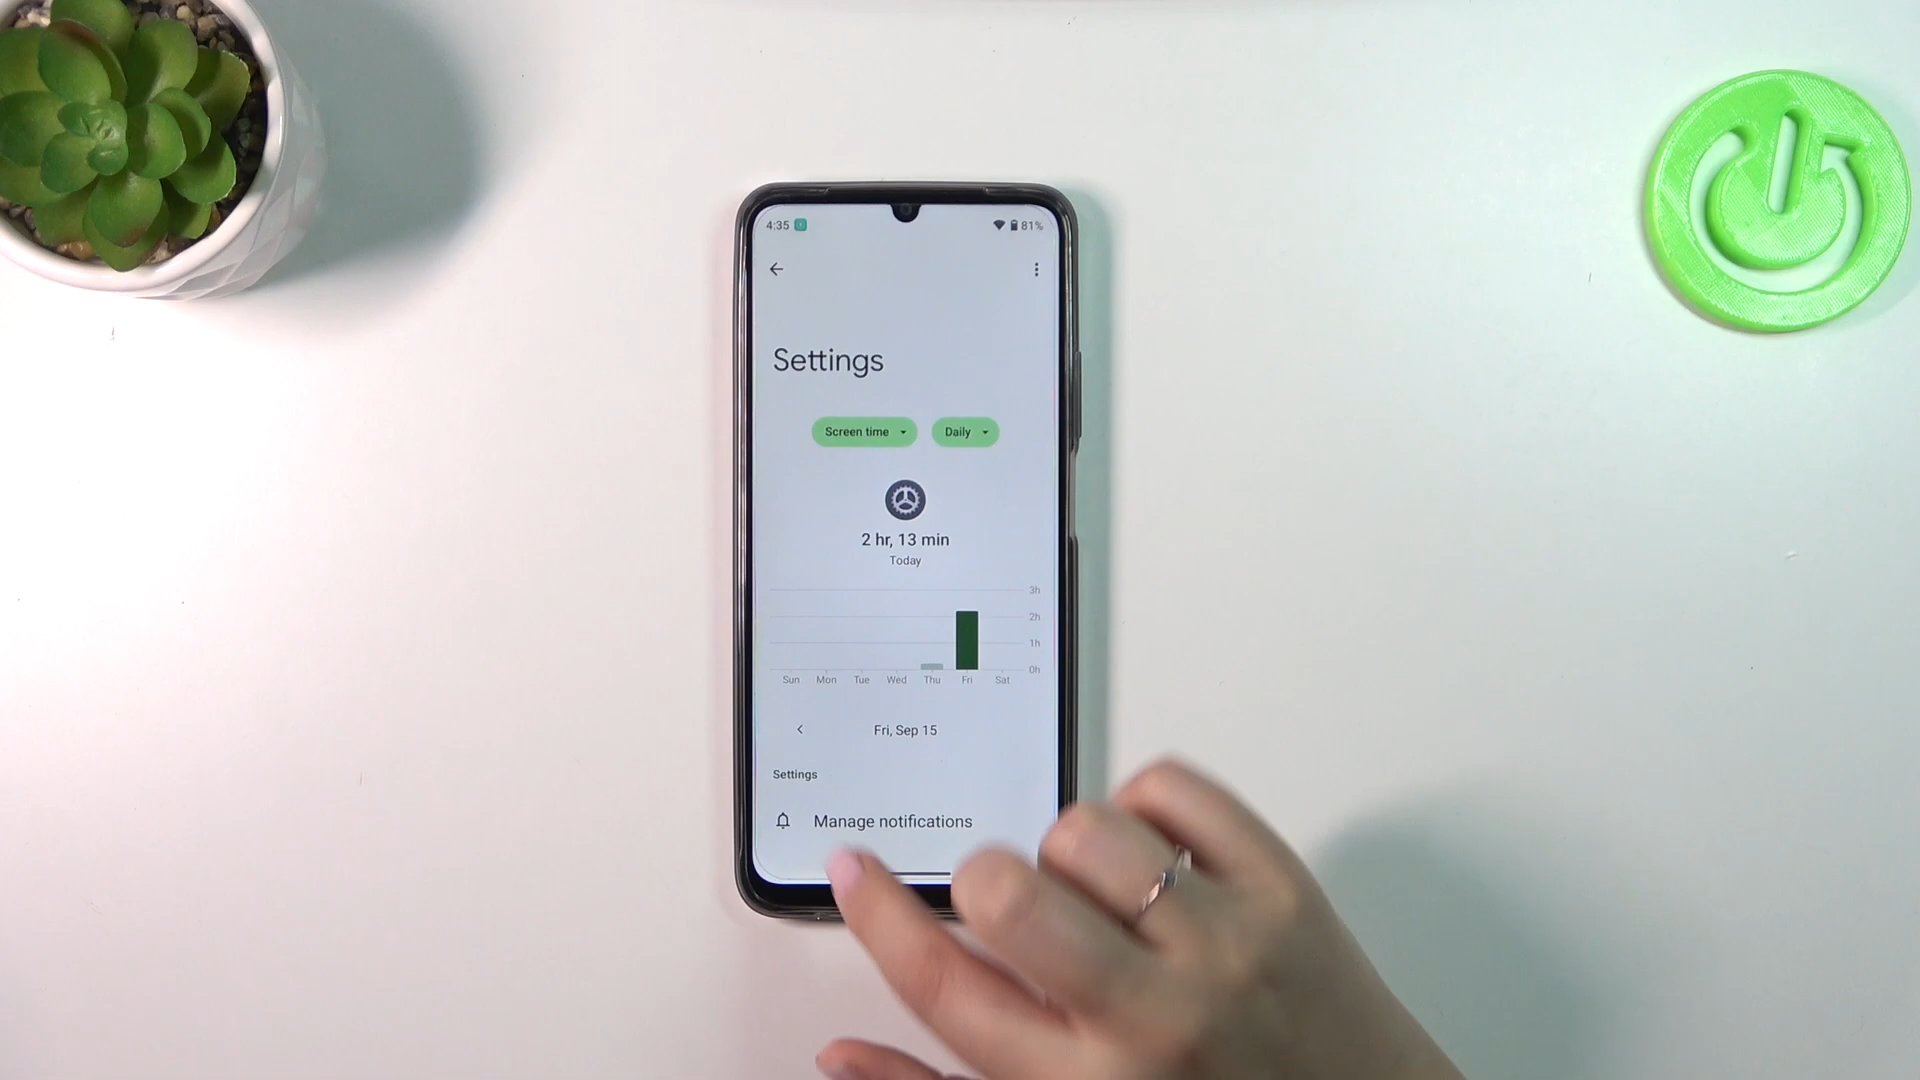 4:35 81%
Settings
Screen time Daily
2 hr, 13 min
Today
3h
2h
1h
0h
Sun Mon Tue Wed Thu Fri Sat
Fri, Sep 15
Settings
Manage notifications